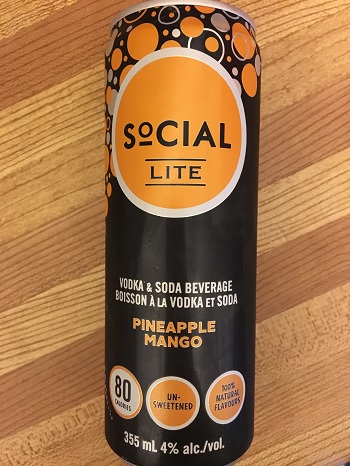 SoCIAL
LITE
VODKA & SODA BEVERAGE
BOISSON À LA VODKA ET SODA
PINEAPPLE
MANGO
80
CALORIES
UN-
SWEETENED
100%
NATURAL
FLAVOURS
355 mL 4% alc./vol.